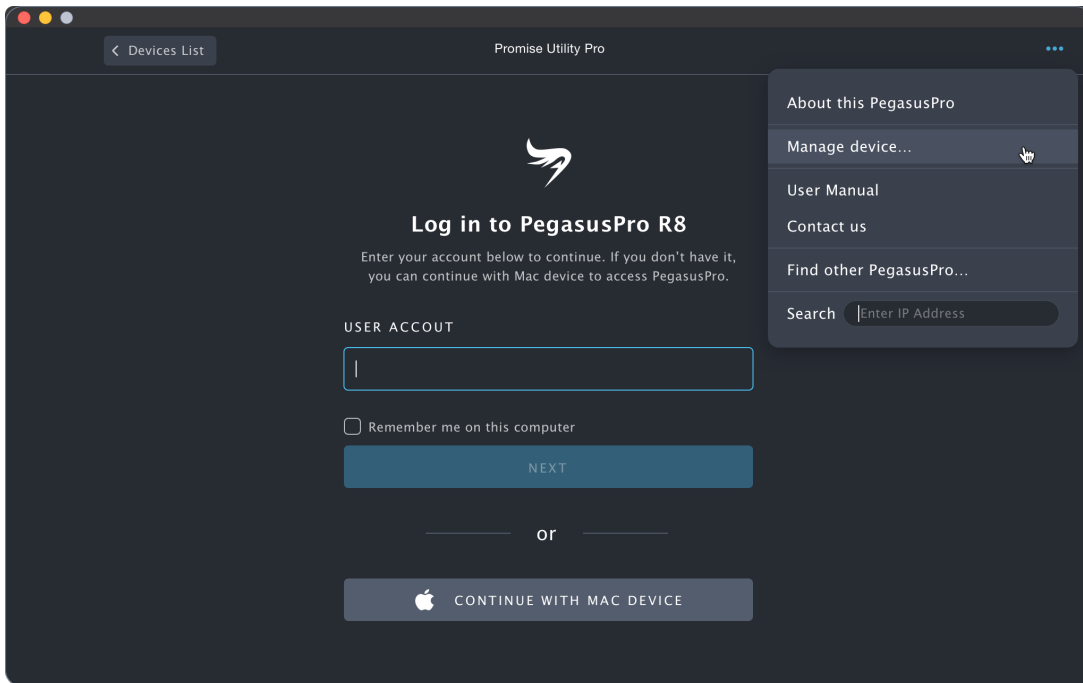 Devices List
Promise Utility Pro
•••
About this PegasusPro
Manage device...
User Manual
Contact us
Find other PegasusPro...
Search Enter IP Address
Log in to PegasusPro R8
Enter your account below to continue. If you don't have it,
you can continue with Mac device to access PegasusPro.
USER ACCOUT
Remember me on this computer
NEXT
or
CONTINUE WITH MAC DEVICE